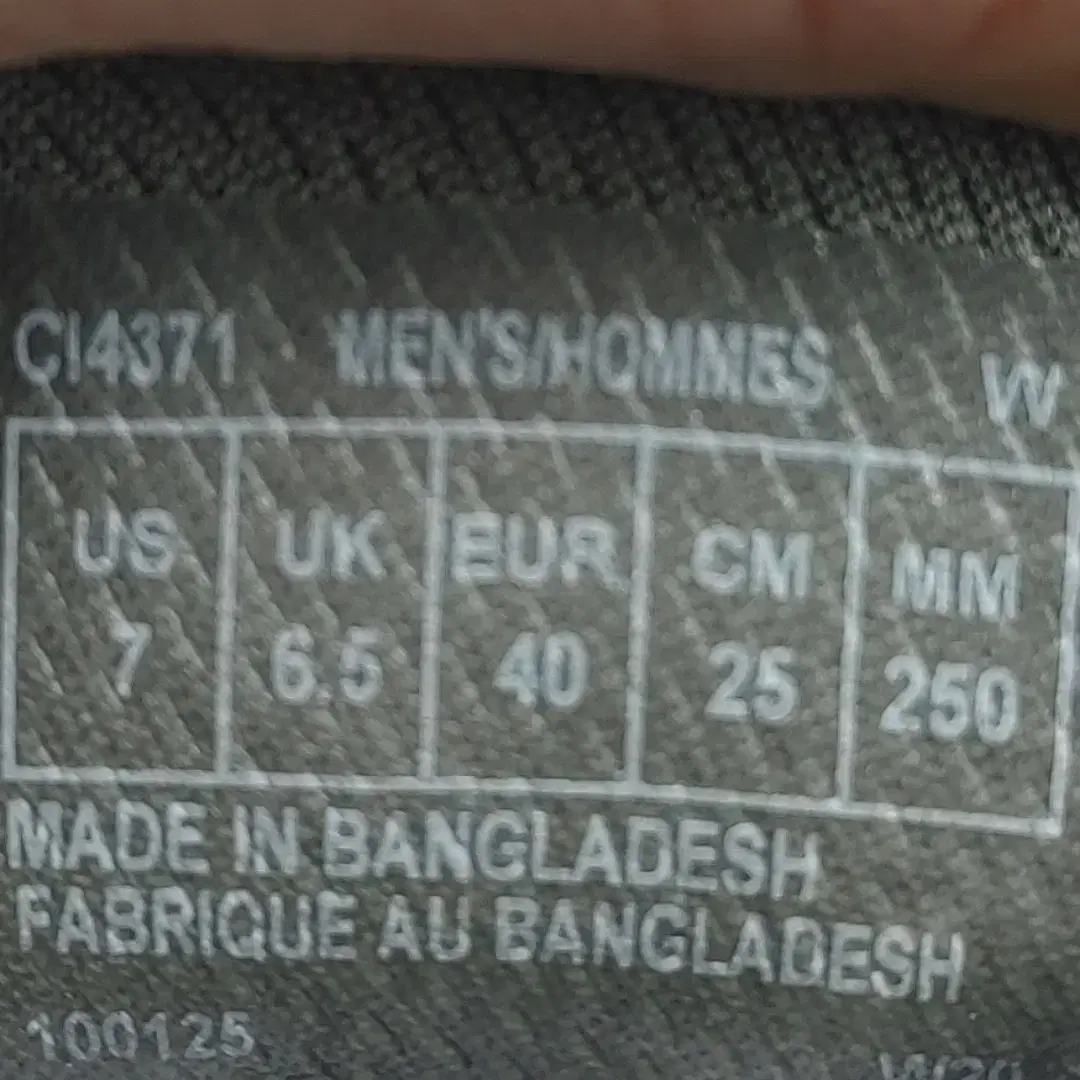 CI4371 MEN'S/HOMMES W
US UK EUR CM MM
7 6.5 40 25 250
MADE IN BANGLADESH
FABRIQUE AU BANGLADESH
100125